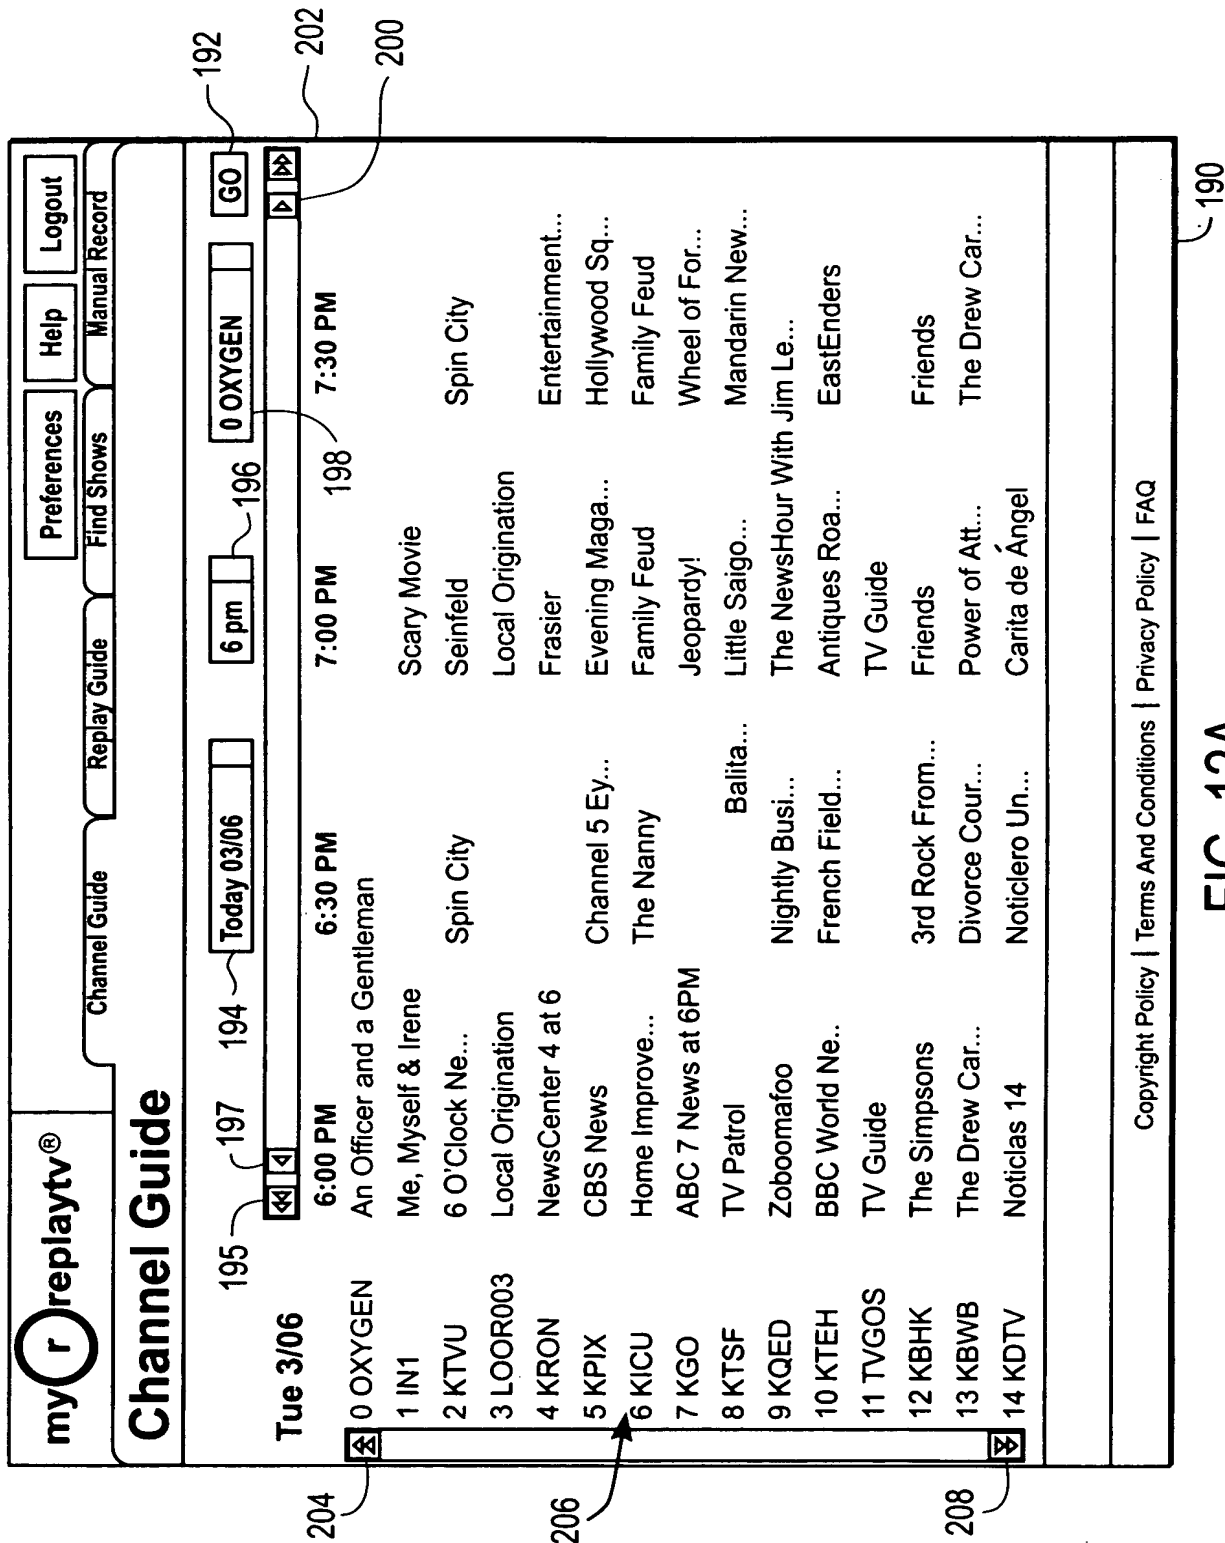 my r replaytv®
Preferences Help Logout
Channel Guide Replay Guide Find Shows Manual Record
Channel Guide
194 Today 03/06 6 pm 196 0 OXYGEN 198 GO 192
195 197 202 200
Tue 3/06 6:00 PM 6:30 PM 7:00 PM 7:30 PM
204
0 OXYGEN An Officer and a Gentleman
1 IN1 Me, Myself & Irene Scary Movie
2 KTVU 6 O'Clock Ne... Spin City Seinfeld Spin City
3 LOOR003 Local Origination Local Origination
4 KRON NewsCenter 4 at 6 Frasier Entertainment...
5 KPIX CBS News Channel 5 Ey... Evening Maga... Hollywood Sq...
206
6 KICU Home Improve... The Nanny Family Feud Family Feud
7 KGO ABC 7 News at 6PM Jeopardy! Wheel of For...
8 KTSF TV Patrol Balita... Little Saigo... Mandarin New...
9 KQED Zoboomafoo Nightly Busi... The NewsHour With Jim Le...
10 KTEH BBC World Ne.. French Field... Antiques Roa... EastEnders
11 TVGOS TV Guide TV Guide
12 KBHK The Simpsons 3rd Rock From... Friends Friends
13 KBWB The Drew Car... Divorce Cour... Power of Att... The Drew Car...
14 KDTV Noticlas 14 Noticlero Un... Carita de Ángel
208
Copyright Policy | Terms And Conditions | Privacy Policy | FAQ
190
FIG. 12A